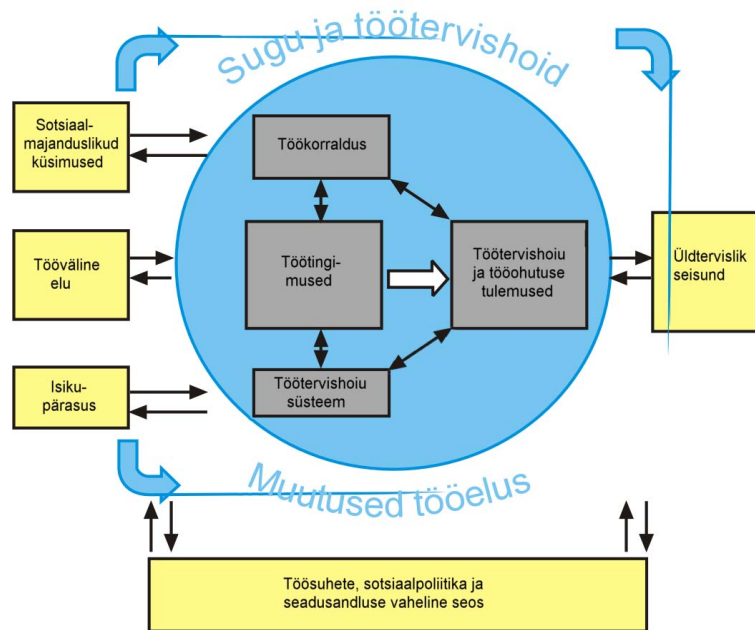 Sugu ja töötervishoid
Sotsiaal-
majanduslikud
küsimused
Töökorraldus
Tööväline
elu
Töötingi-
mused
Töötervishoiu
ja tööohutuse
tulemused
Üldtervislik
seisund
Isiku-
pärasus
Töötervishoiu
süsteem
Muutused tööelus
Töösuhete, sotsiaalpoliitika ja
seadusandluse vaheline seos